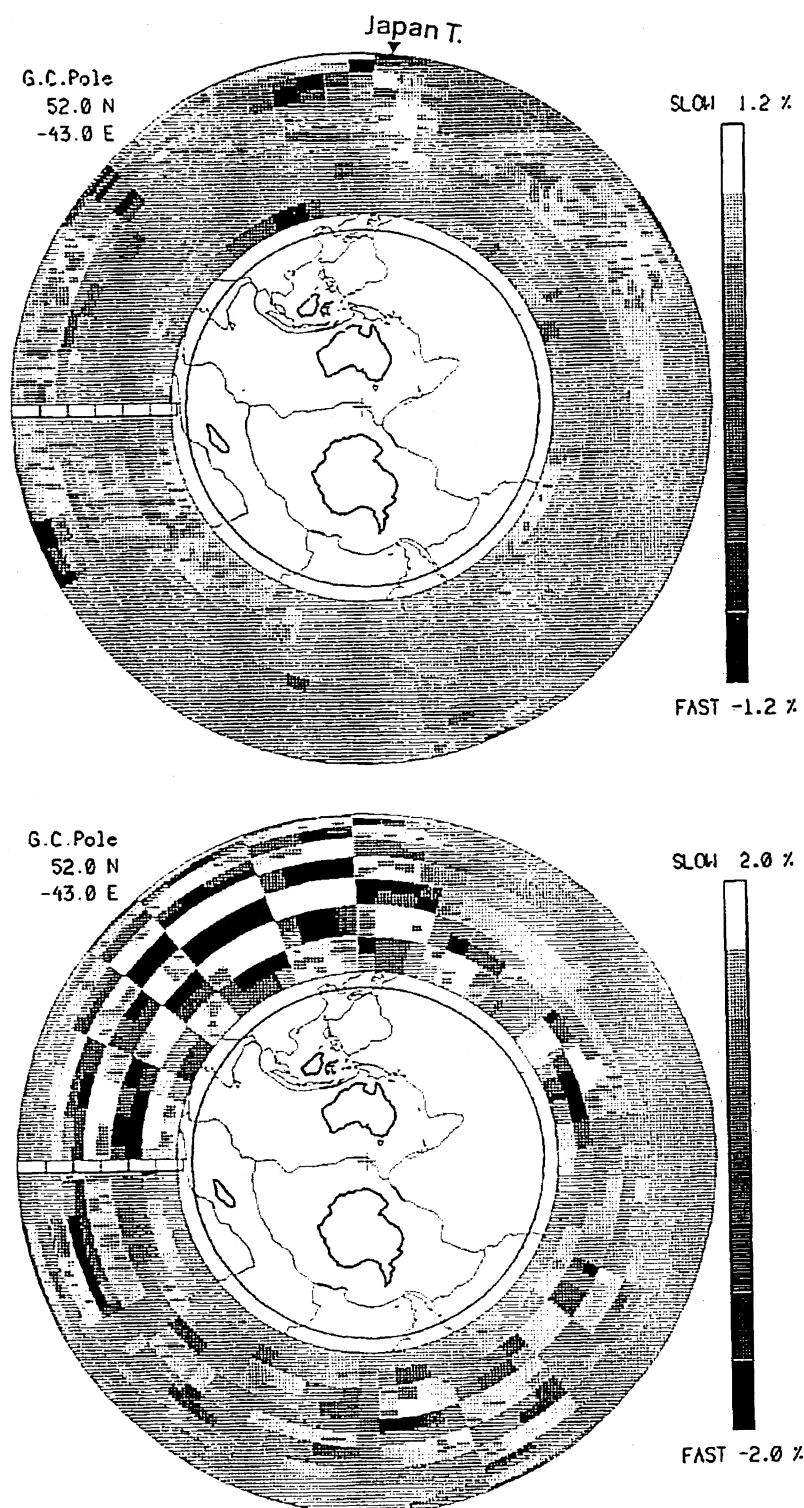 Japan T.
G.C.Pole
52.0 N
-43.0 E
SLOW 1.2 %
FAST -1.2 %
G.C.Pole
52.0 N
-43.0 E
SLOW 2.0 %
FAST -2.0 %